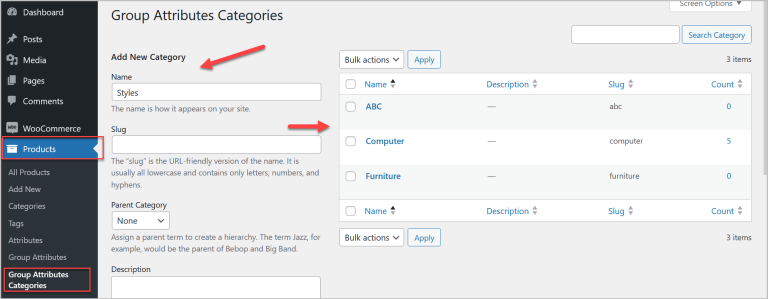 Dashboard
Posts
Media
Pages
Comments
WooCommerce
Products
All Products
Add New
Categories
Tags
Attributes
Group Attributes
Group Attributes
Categories
Group Attributes Categories
Screen Options
Search Category
Add New Category
Name
Styles
The name is how it appears on your site.
Slug
The “slug” is the URL-friendly version of the name. It is
usually all lowercase and contains only letters, numbers, and
hyphens.
Parent Category
None
Assign a parent term to create a hierarchy. The term Jazz, for
example, would be the parent of Bebop and Big Band.
Description
Bulk actions Apply 3 items
Name Description Slug Count
ABC — abc 0
Computer — computer 5
Furniture — furniture 0
Name Description Slug Count
Bulk actions Apply 3 items